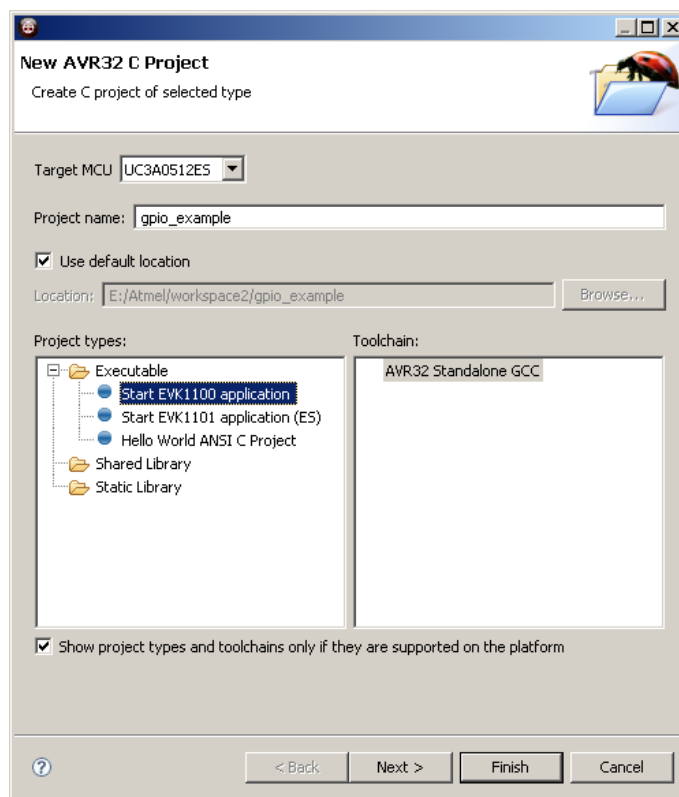 New AVR32 C Project
Create C project of selected type
Target MCU UC3A0512ES
Project name: gpio_example
Use default location
Location: E:/Atmel/workspace2/gpio_example Browse...
Project types: Toolchain:
Executable AVR32 Standalone GCC
Start EVK1100 application
Start EVK1101 application (ES)
Hello World ANSI C Project
Shared Library
Static Library
Show project types and toolchains only if they are supported on the platform
? < Back Next > Finish Cancel